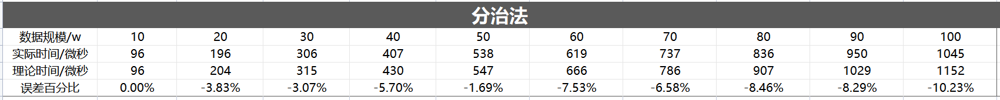 分治法
数据规模/w 10 20 30 40 50 60 70 80 90 100
实际时间/微秒 96 196 306 407 538 619 737 836 950 1045
理论时间/微秒 96 204 315 430 547 666 786 907 1029 1152
误差百分比 0.00% -3.83% -3.07% -5.70% -1.69% -7.53% -6.58% -8.46% -8.29% -10.23%